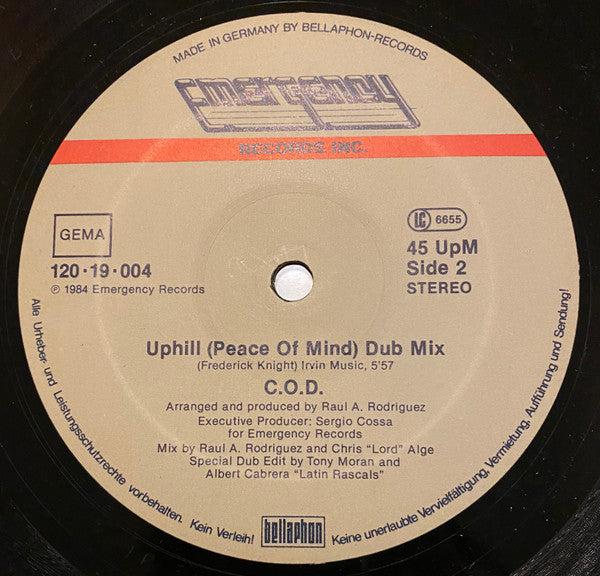 MADE IN GERMANY BY BELLAPHON-RECORDS
Emergency
RECORDS INC.
GEMA
LC 6655
120·19·004
45 UpM
Side 2
℗ 1984 Emergency Records
STEREO
Uphill (Peace Of Mind) Dub Mix
(Frederick Knight) Irvin Music, 5'57
C.O.D.
Arranged and produced by Raul A. Rodriguez
Executive Producer: Sergio Cossa
for Emergency Records
Mix by Raul A. Rodriguez and Chris "Lord" Alge
Special Dub Edit by Tony Moran and
Albert Cabrera "Latin Rascals"
Alle Urheber- und Leistungsschutzrechte vorbehalten. Kein Verleih! Keine unerlaubte Vervielfältigung, Vermietung, Aufführung und Sendung!
bellaphon